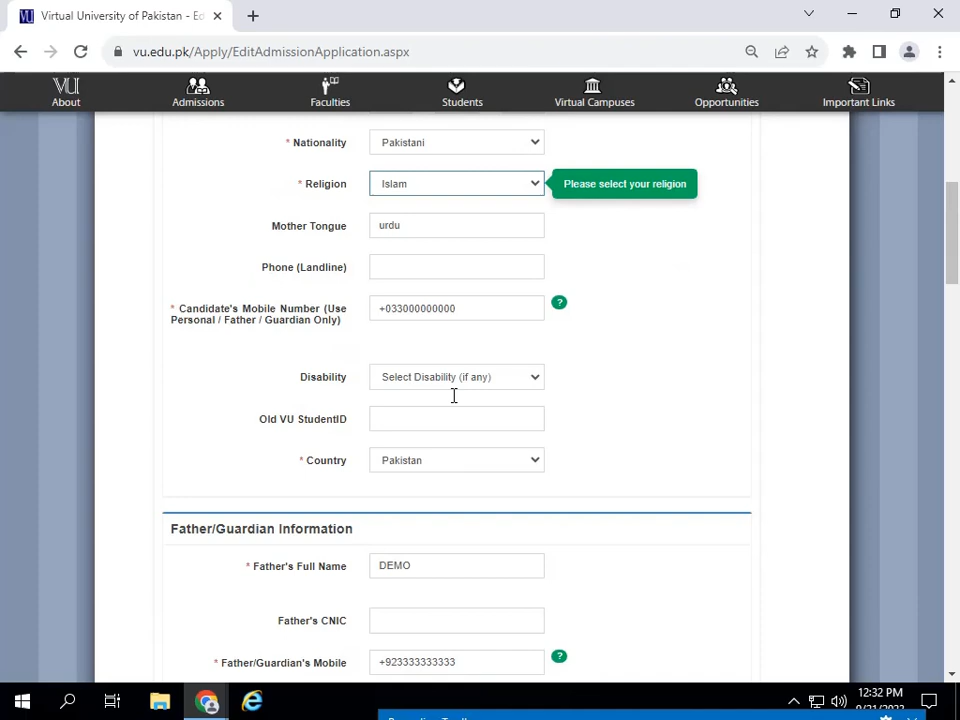 Virtual University of Pakistan - Ed
vu.edu.pk/Apply/EditAdmissionApplication.aspx
VU
About
Admissions
Faculties
Students
Virtual Campuses
Opportunities
Important Links
* Nationality
Pakistani
* Religion
Islam
Please select your religion
Mother Tongue
urdu
Phone (Landline)
* Candidate's Mobile Number (Use
Personal / Father / Guardian Only)
+033000000000
?
Disability
Select Disability (if any)
Old VU StudentID
* Country
Pakistan
Father/Guardian Information
* Father's Full Name
DEMO
Father's CNIC
* Father/Guardian's Mobile
+923333333333
?
12:32 PM